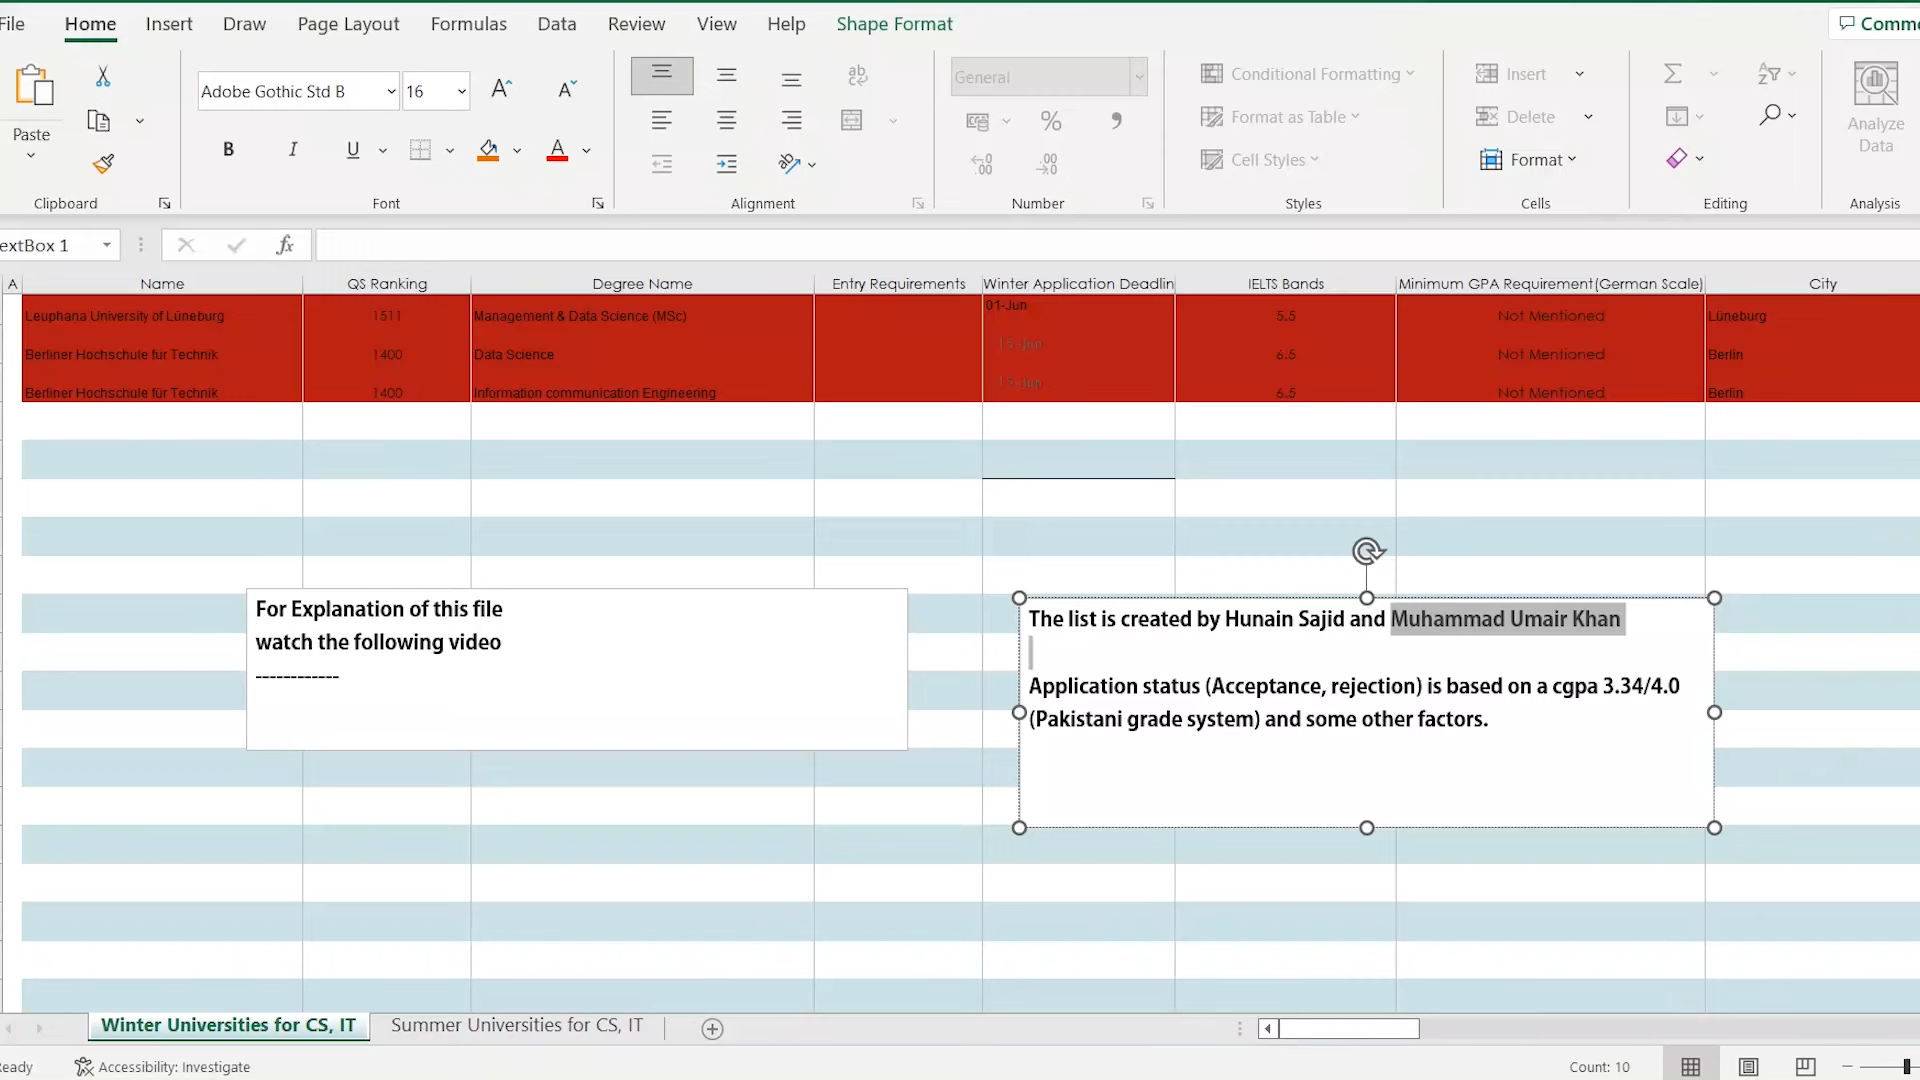 File Home Insert Draw Page Layout Formulas Data Review View Help Shape Format
Paste
Clipboard
Adobe Gothic Std B 16
B I U A
Font
ab
Alignment
General
% 9
Number
Conditional Formatting
Format as Table
Cell Styles
Styles
Insert
Delete
Format
Cells
Editing
Analyze
Data
Analysis
extBox 1 fx
A Name QS Ranking Degree Name Entry Requirements Winter Application Deadlin IELTS Bands Minimum GPA Requirement(German Scale) City
Leuphana University of Lüneburg 1511 Management & Data Science (MSc) 01-Jun 5.5 Not Mentioned Lüneburg
Berliner Hochschule für Technik 1400 Data Science 15-Jun 6.5 Not Mentioned Berlin
Berliner Hochschule für Technik 1400 Information communication Engineering 15-Jun 6.5 Not Mentioned Berlin
For Explanation of this file
watch the following video
------------
The list is created by Hunain Sajid and Muhammad Umair Khan
Application status (Acceptance, rejection) is based on a cgpa 3.34/4.0
(Pakistani grade system) and some other factors.
Winter Universities for CS, IT Summer Universities for CS, IT
eady Accessibility: Investigate Count: 10